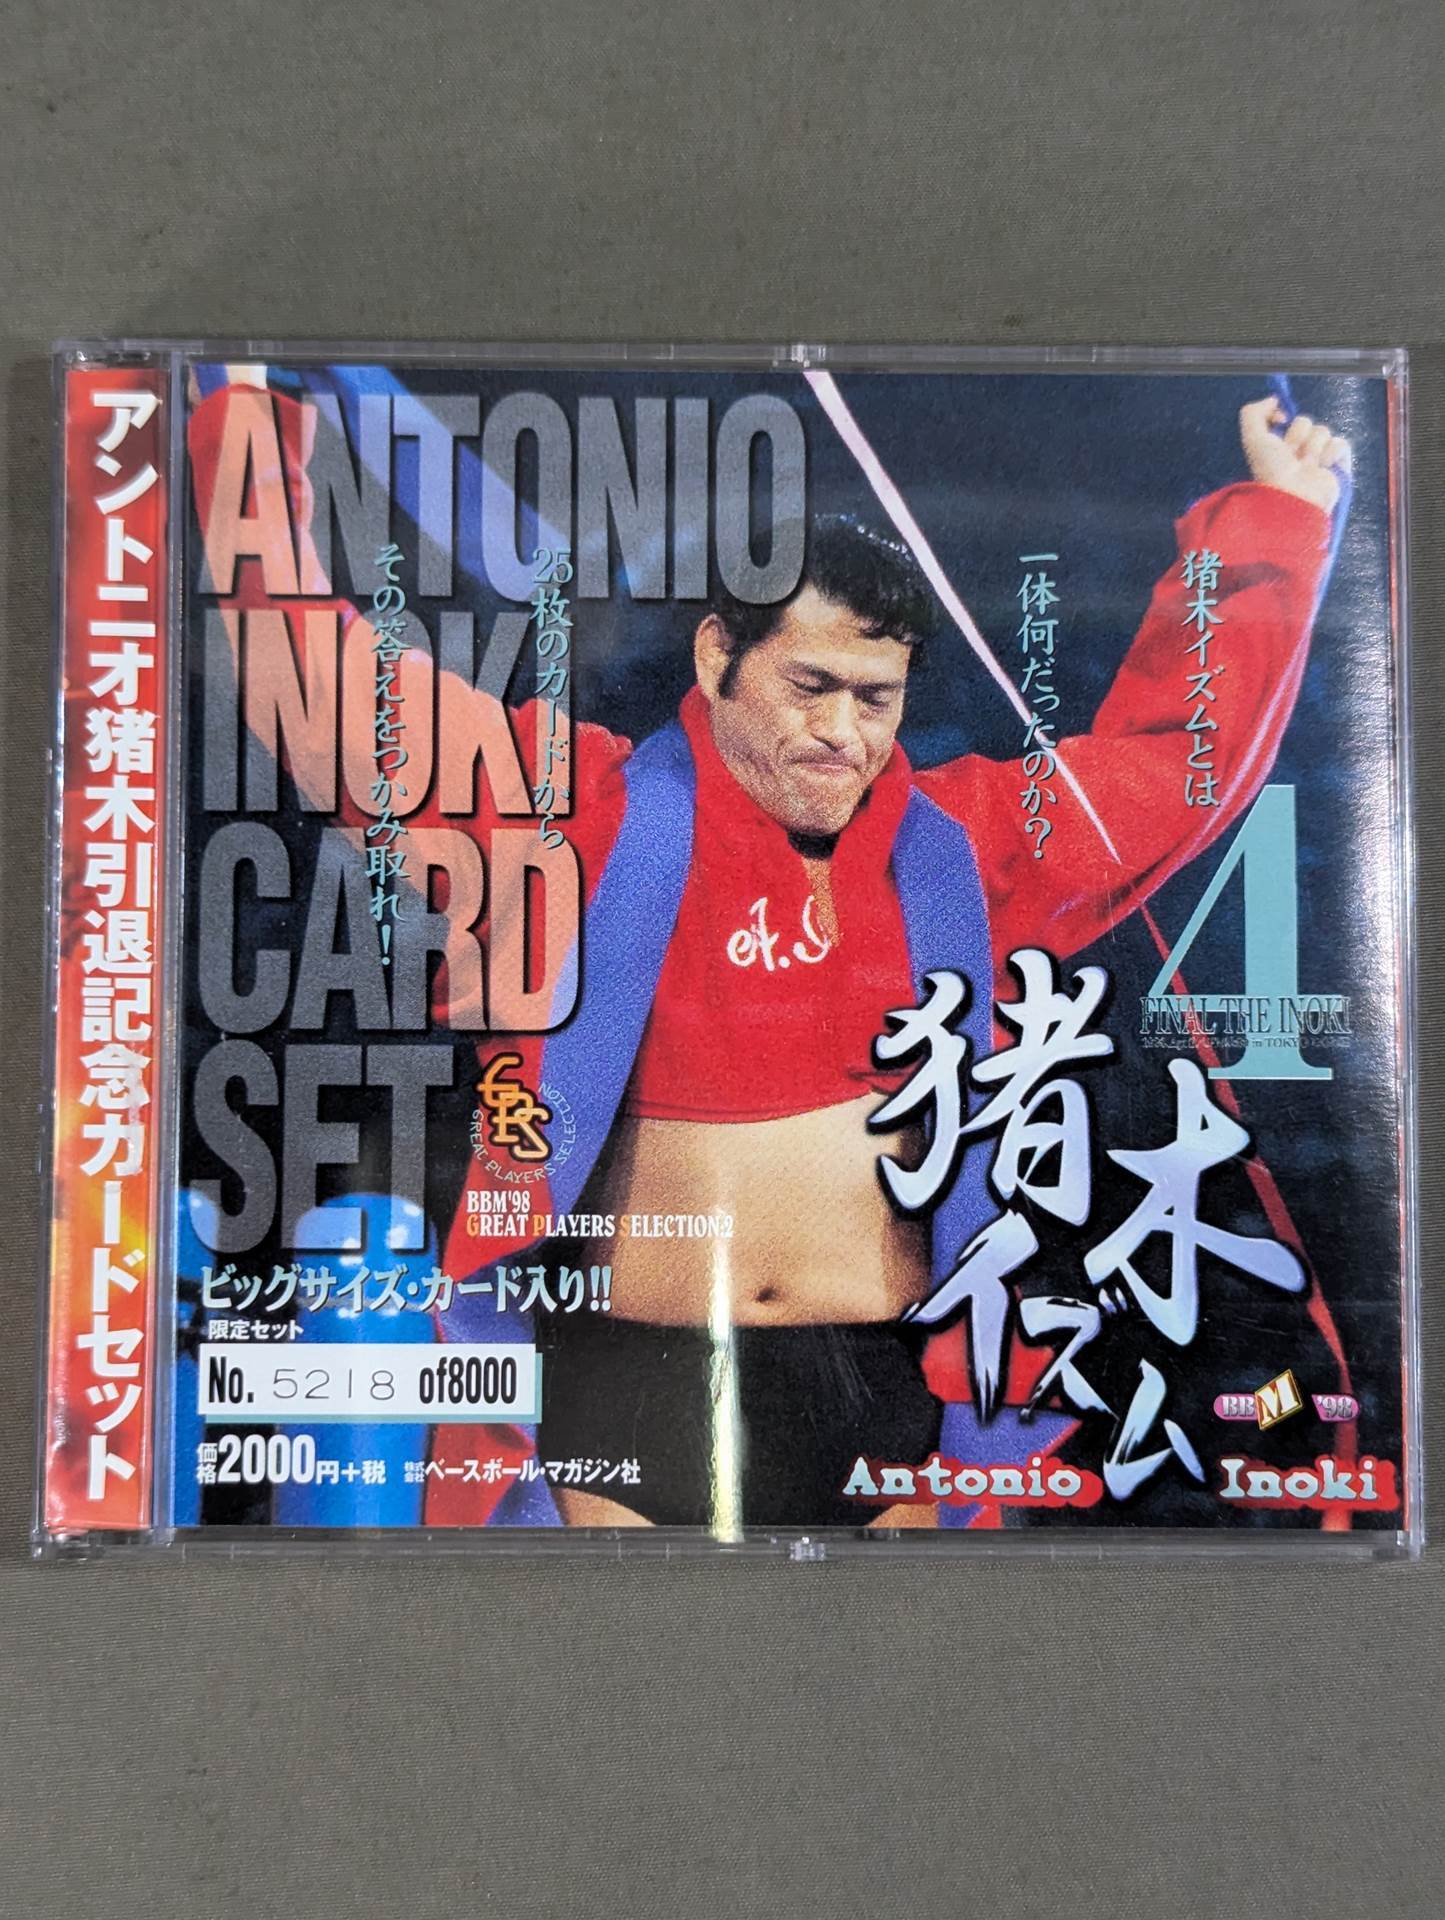 アントニオ猪木引退記念カードセット
ANTONIO
INOKI
CARD
SET
猪木イズムとは
一体何だったのか?
25枚のカードから
その答えをつかみ取れ!
4
FINAL THE INOKI
猪木
イズム
GPS
GREAT PLAYERS SELECTION
BBM'98
GREAT PLAYERS SELECTION:2
ビッグサイズ・カード入り!!
限定セット
No. 5218 of8000
価格2000円+税 株式会社ベースボール・マガジン社
BBM '98
Antonio Inoki